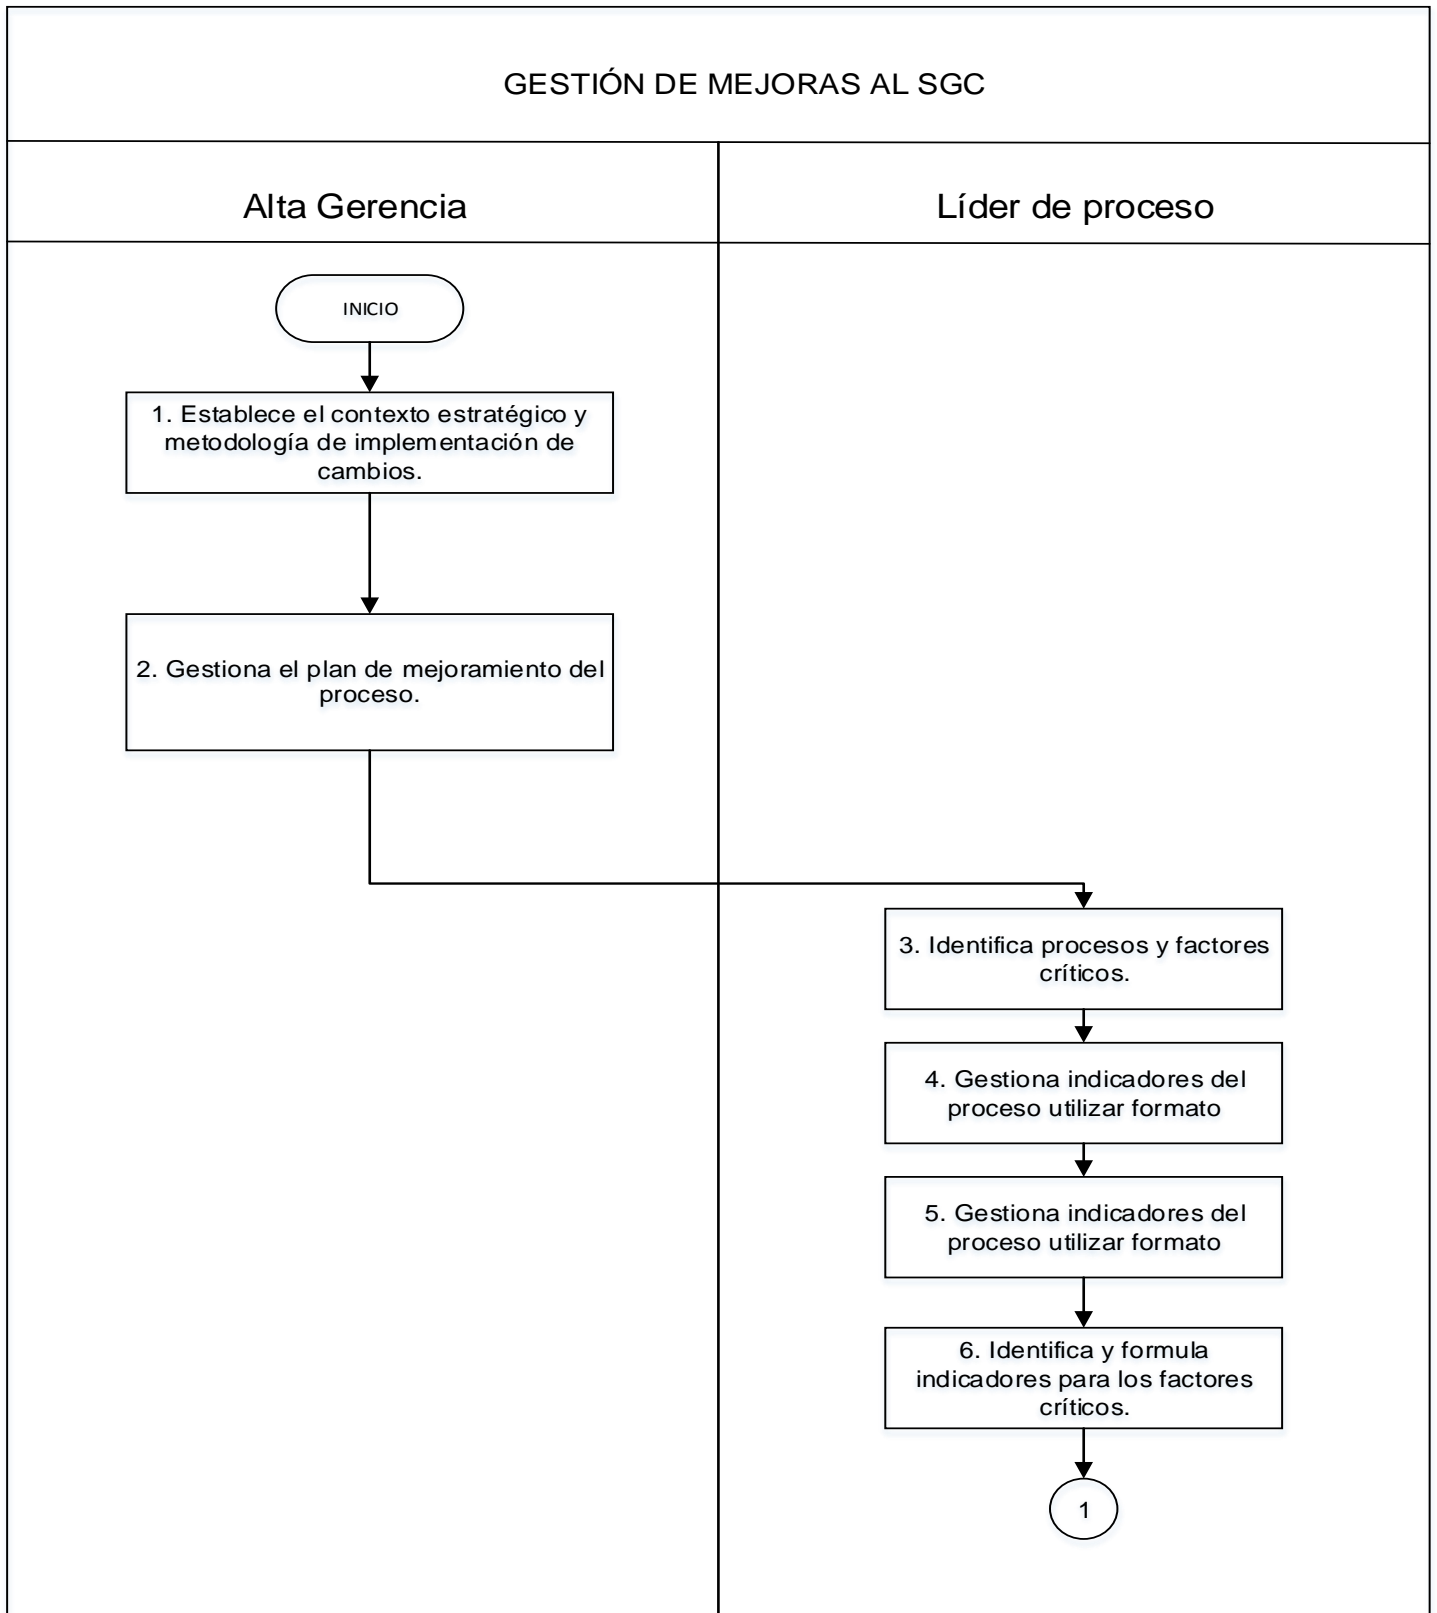 GESTIÓN DE MEJORAS AL SGC
Alta Gerencia
Líder de proceso
INICIO
1. Establece el contexto estratégico y
metodología de implementación de
cambios.
2. Gestiona el plan de mejoramiento del
proceso.
3. Identifica procesos y factores
críticos.
4. Gestiona indicadores del
proceso utilizar formato
5. Gestiona indicadores del
proceso utilizar formato
6. Identifica y formula
indicadores para los factores
críticos.
1